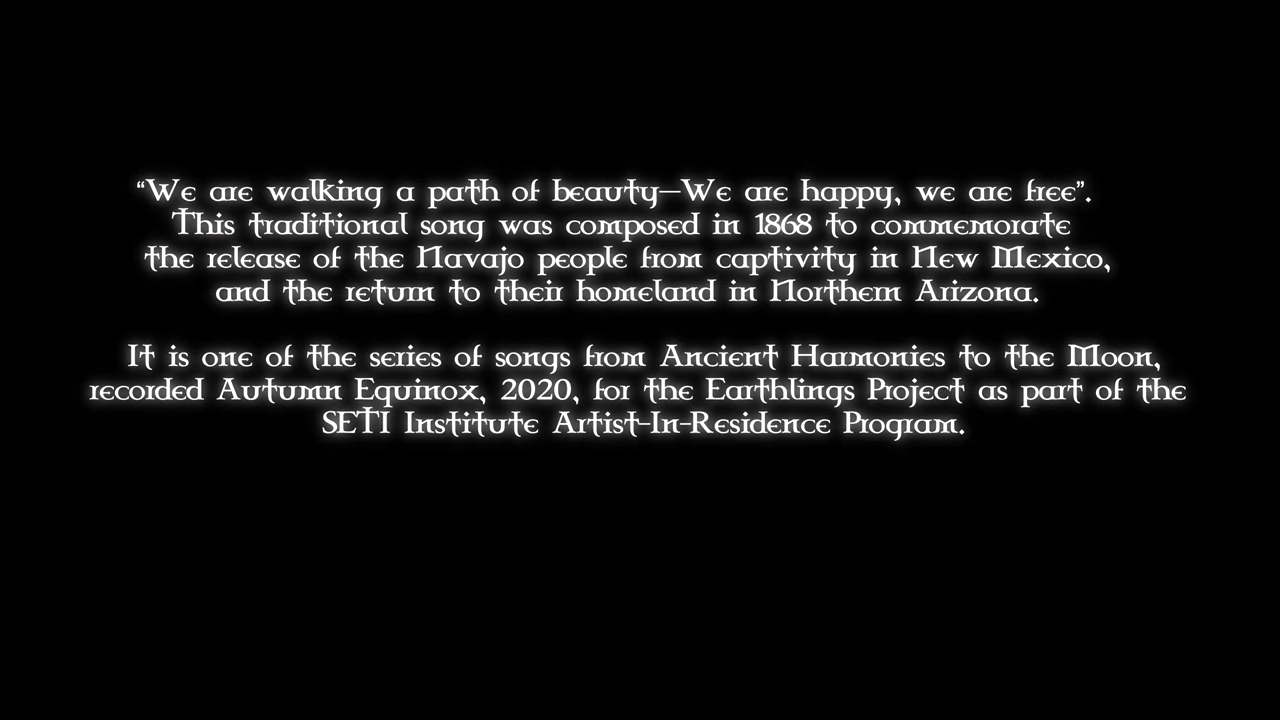 “We are walking a path of beauty—We are happy, we are free”.
This traditional song was composed in 1868 to commemorate
the release of the Navajo people from captivity in New Mexico,
and the return to their homeland in Northern Arizona.
It is one of the series of songs from Ancient Harmonies to the Moon,
recorded Autumn Equinox, 2020, for the Earthlings Project as part of the
SETI Institute Artist-In-Residence Program.